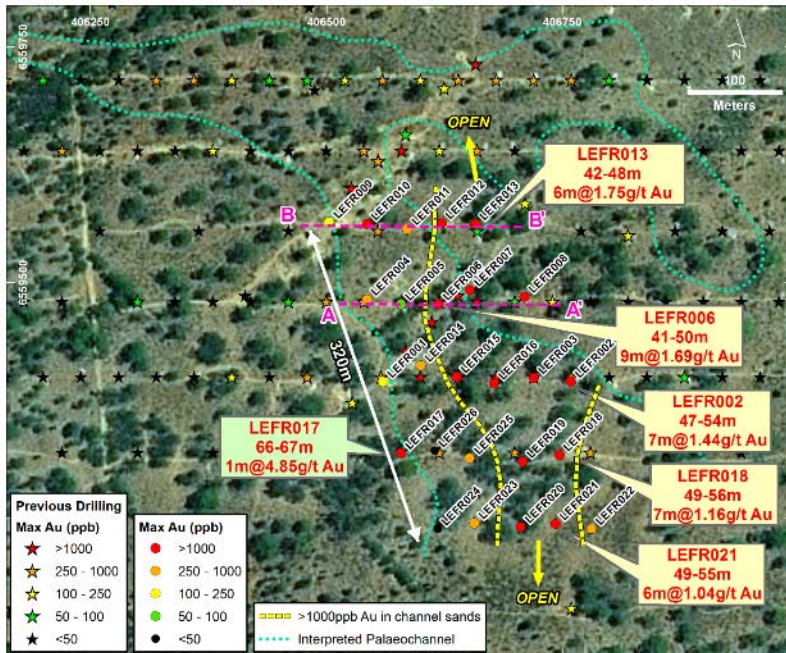 406250
406500
406750
6559750
N
100
Meters
OPEN
LEFR013
42-48m
6m@1.75g/t Au
LEFR009
LEFR010
LEFR011
LEFR012
LEFR013
B
B'
6559500
LEFR004
LEFR005
LEFR006
LEFR007
LEFR008
A
A'
LEFR006
41-50m
9m@1.69g/t Au
320m
LEFR001
LEFR014
LEFR015
LEFR016
LEFR003
LEFR002
LEFR002
47-54m
7m@1.44g/t Au
LEFR017
66-67m
1m@4.85g/t Au
LEFR017
LEFR026
LEFR025
LEFR019
LEFR018
LEFR018
49-56m
7m@1.16g/t Au
LEFR024
LEFR023
LEFR020
LEFR021
LEFR022
LEFR021
49-55m
6m@1.04g/t Au
OPEN
Previous Drilling
Max Au (ppb)
>1000
250 - 1000
100 - 250
50 - 100
<50
Max Au (ppb)
>1000
250 - 1000
100 - 250
50 - 100
<50
>1000ppb Au in channel sands
Interpreted Palaeochannel